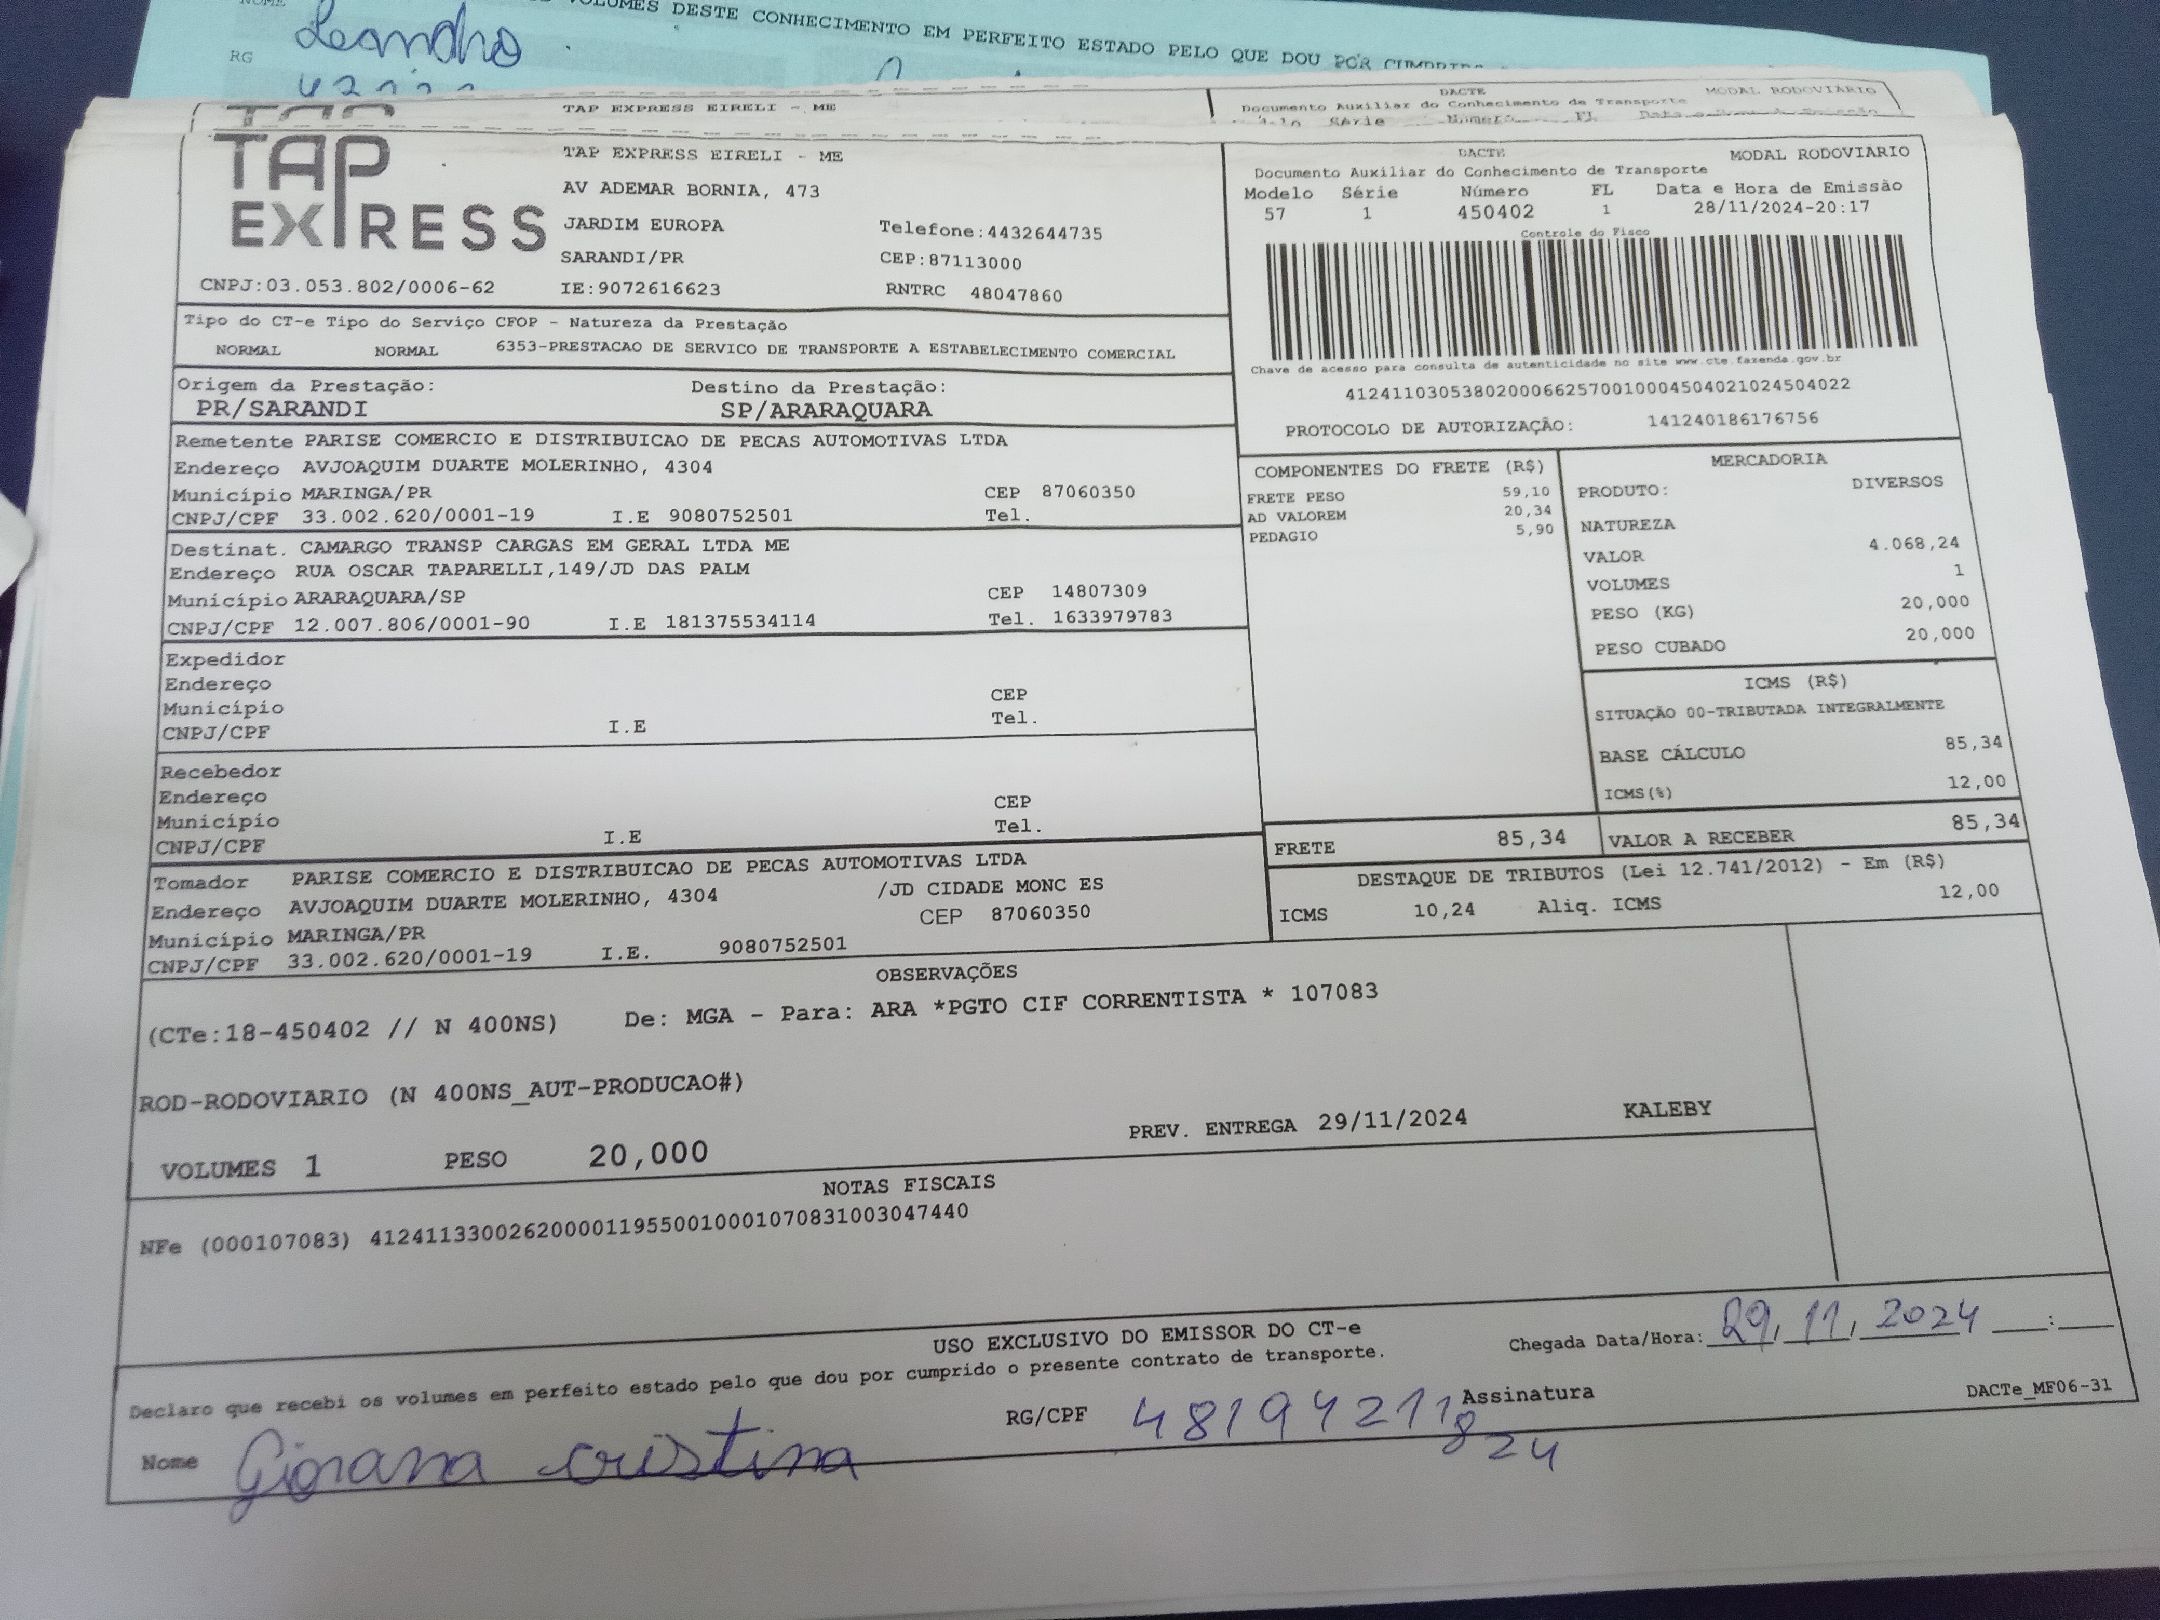 VOLUMES DESTE CONHECIMENTO EM PERFEITO ESTADO PELO QUE DOU POR
Leandro
RG
TAP EXPRESS EIRELI - ME
DACTE MODAL RODOVIARIO
Documento Auxiliar do Conhecimento de Transporte
Série Número FL
TAP EXPRESS
TAP EXPRESS EIRELI - ME
AV ADEMAR BORNIA, 473
JARDIM EUROPA Telefone:4432644735
SARANDI/PR CEP:87113000
CNPJ:03.053.802/0006-62 IE:9072616623 RNTRC 48047860
DACTE MODAL RODOVIARIO
Documento Auxiliar do Conhecimento de Transporte
Modelo Série Número FL Data e Hora de Emissão
57 1 450402 1 28/11/2024-20:17
Controle do Fisco
Chave de acesso para consulta de autenticidade no site www.cte.fazenda.gov.br
41241103053802000662570010004504021024504022
PROTOCOLO DE AUTORIZAÇÃO: 141240186176756
Tipo do CT-e Tipo do Serviço CFOP - Natureza da Prestação
NORMAL NORMAL 6353-PRESTACAO DE SERVICO DE TRANSPORTE A ESTABELECIMENTO COMERCIAL
Origem da Prestação: Destino da Prestação:
PR/SARANDI SP/ARARAQUARA
Remetente PARISE COMERCIO E DISTRIBUICAO DE PECAS AUTOMOTIVAS LTDA
Endereço AVJOAQUIM DUARTE MOLERINHO, 4304
Município MARINGA/PR CEP 87060350
CNPJ/CPF 33.002.620/0001-19 I.E 9080752501 Tel.
Destinat. CAMARGO TRANSP CARGAS EM GERAL LTDA ME
Endereço RUA OSCAR TAPARELLI,149/JD DAS PALM
Município ARARAQUARA/SP CEP 14807309
CNPJ/CPF 12.007.806/0001-90 I.E 181375534114 Tel. 1633979783
Expedidor
Endereço
Município CEP
CNPJ/CPF I.E Tel.
Recebedor
Endereço
Município CEP
CNPJ/CPF I.E Tel.
Tomador PARISE COMERCIO E DISTRIBUICAO DE PECAS AUTOMOTIVAS LTDA
Endereço AVJOAQUIM DUARTE MOLERINHO, 4304 /JD CIDADE MONC ES
Município MARINGA/PR CEP 87060350
CNPJ/CPF 33.002.620/0001-19 I.E. 9080752501
COMPONENTES DO FRETE (R$)
FRETE PESO 59,10
AD VALOREM 20,34
PEDAGIO 5,90
MERCADORIA
PRODUTO: DIVERSOS
NATUREZA
VALOR 4.068,24
VOLUMES 1
PESO (KG) 20,000
PESO CUBADO 20,000
ICMS (R$)
SITUAÇÃO 00-TRIBUTADA INTEGRALMENTE
BASE CÁLCULO 85,34
ICMS(%) 12,00
FRETE 85,34 VALOR A RECEBER 85,34
DESTAQUE DE TRIBUTOS (Lei 12.741/2012) - Em (R$)
ICMS 10,24 Aliq. ICMS 12,00
OBSERVAÇÕES
(CTe:18-450402 // N 400NS) De: MGA - Para: ARA *PGTO CIF CORRENTISTA * 107083
ROD-RODOVIARIO (N 400NS_AUT-PRODUCAO#)
PREV. ENTREGA 29/11/2024 KALEBY
VOLUMES 1 PESO 20,000
NOTAS FISCAIS
NFe (000107083) 41241133002620000119550010001070831003047440
USO EXCLUSIVO DO EMISSOR DO CT-e
Declaro que recebi os volumes em perfeito estado pelo que dou por cumprido o presente contrato de transporte.
Chegada Data/Hora: 29/11/2024 :
Nome cristina RG/CPF Assinatura
DACTe_MF06-31